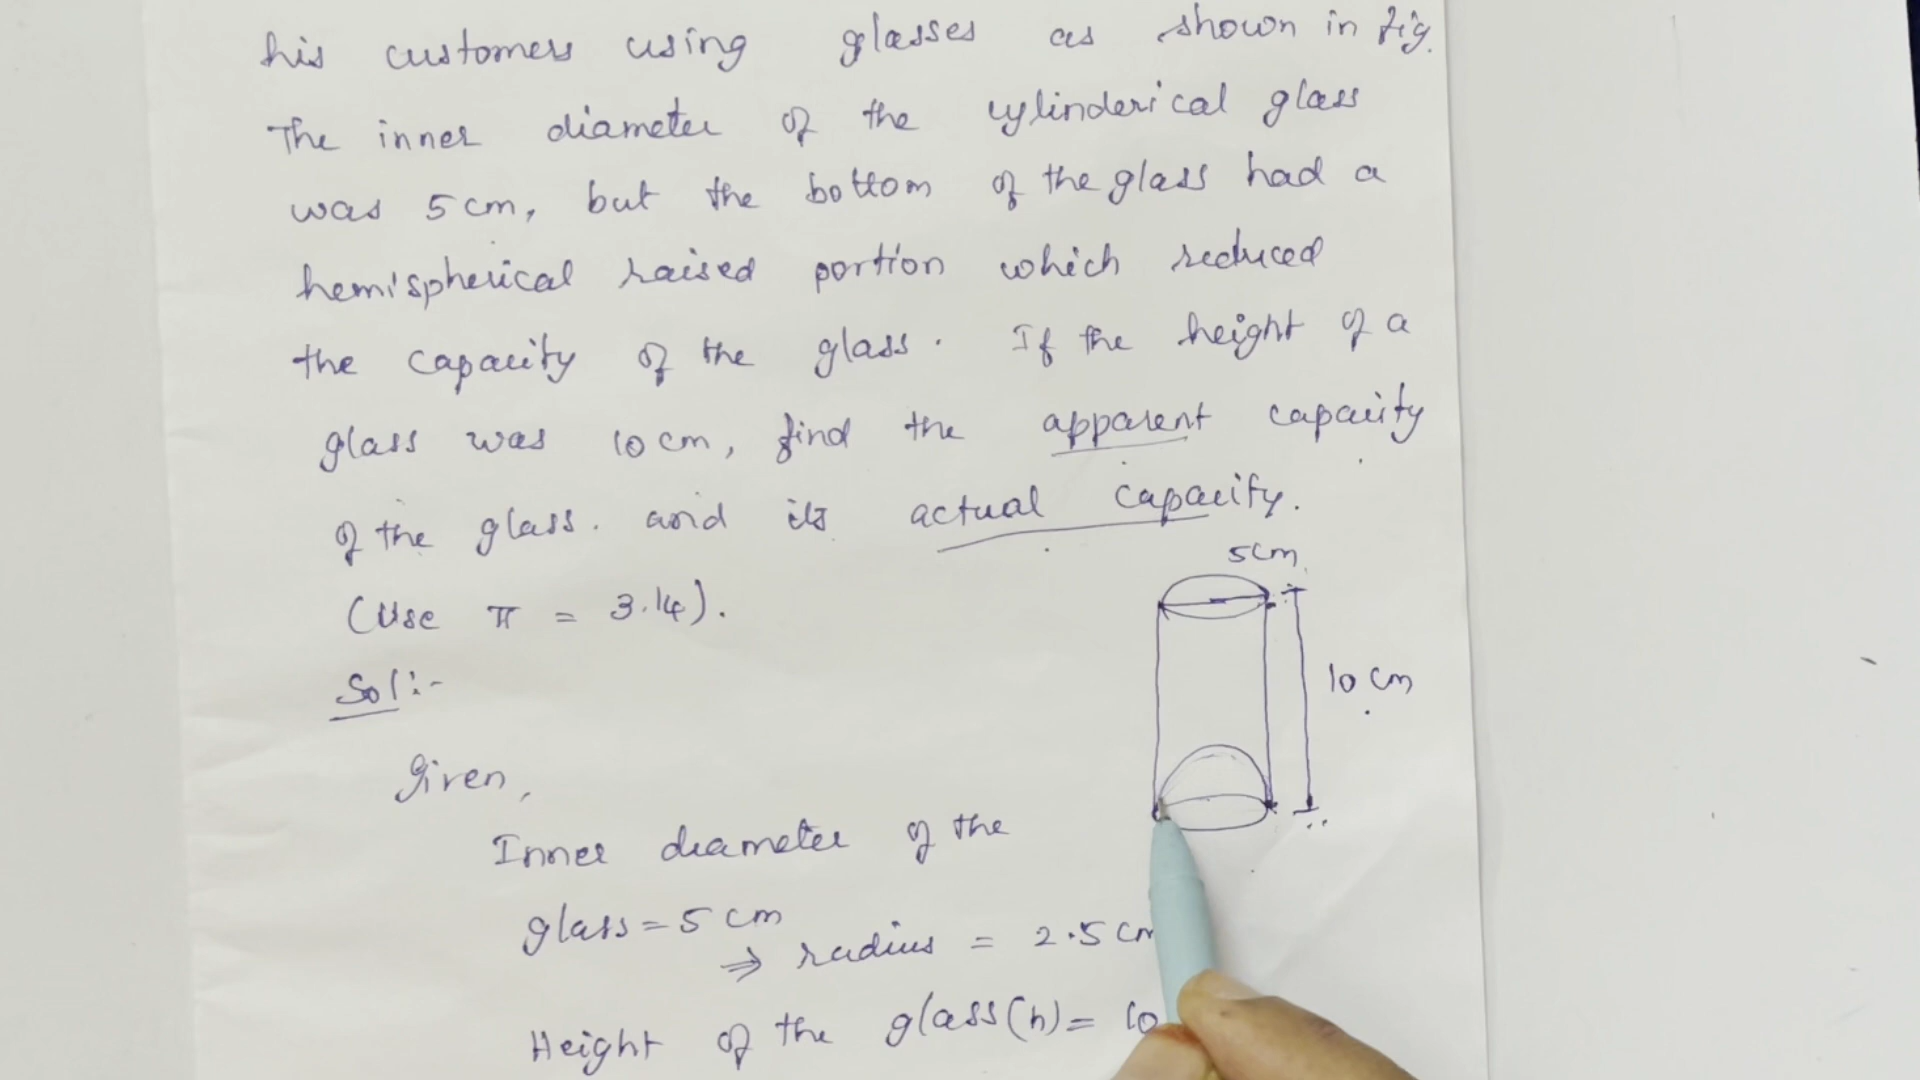 his customers using glasses as shown in fig.
The inner diameter of the cylinderical glass
was 5cm, but the bottom of the glass had a
hemispherical raised portion which reduced
the capacity of the glass. If the height of a
glass was 10 cm, find the apparent capacity
of the glass. and its actual capacity.
5cm
(Use π = 3.14).
Sol:-
10 cm
Given,
Inner diameter of the
glass = 5 cm
⇒ radius = 2.5 cm
Height of the glass (h) = 10